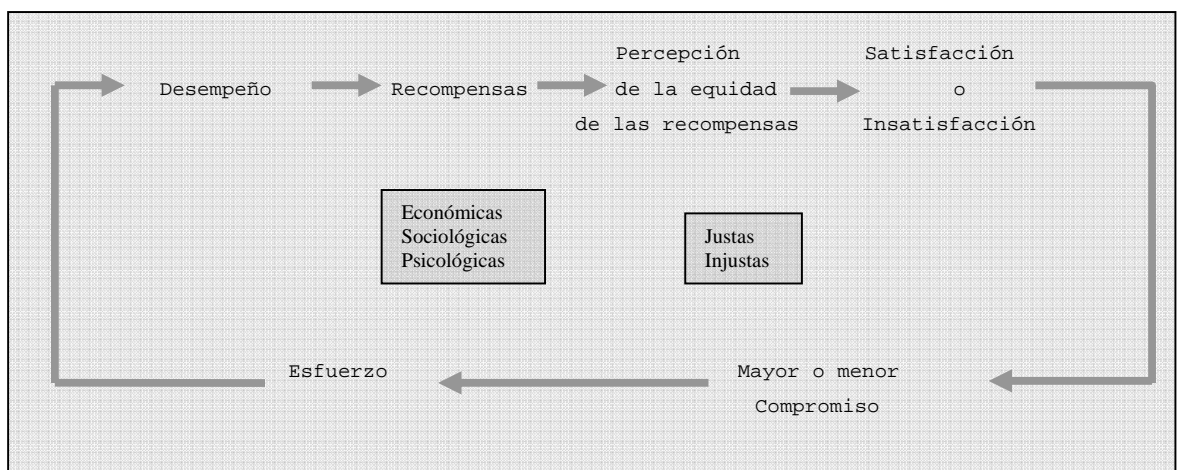 Desempeño
Recompensas
Percepción
de la equidad
de las recompensas
Satisfacción
o
Insatisfacción
Económicas
Sociológicas
Psicológicas
Justas
Injustas
Esfuerzo
Mayor o menor
Compromiso